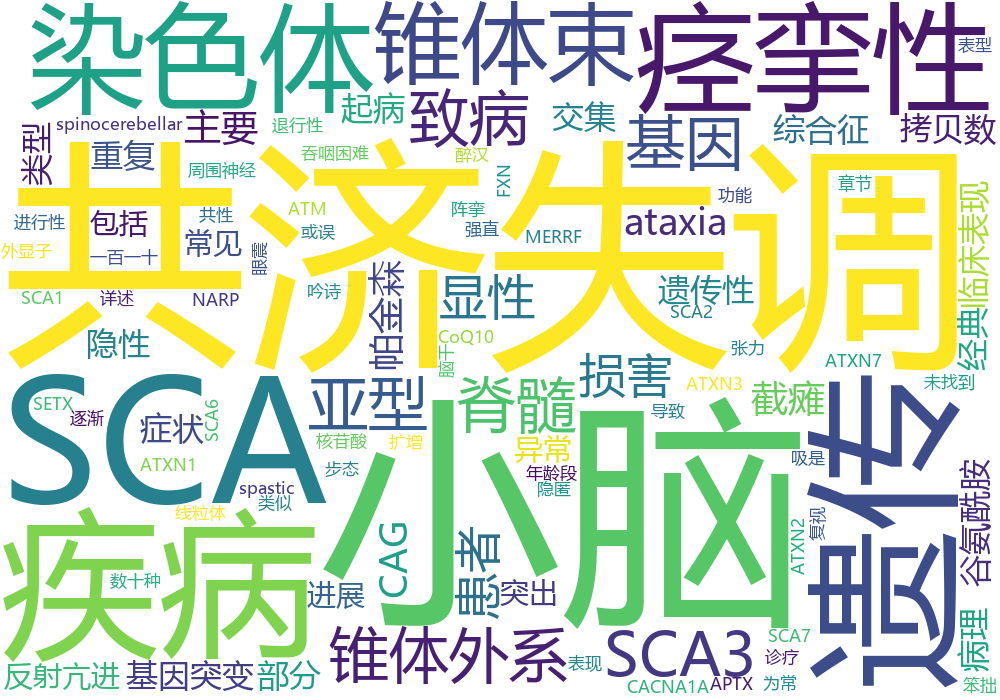 染色体
锥体束
痉挛性
表型
spinocerebellar
主要
退行性
起病
致病
交集
基因
综合征
拷贝数
类型
重复
周围神经
吞咽困难
醉汉
FXN
功能
章节
共济失调
进行性
包括
共性
ATM
阵挛
强直
ataxia
外显子
一百一十
常见
眼震
或误
MERRF
临床表现
SCA1
详述
NARP
吟诗
帕金森
显性
遗传性
SCA2
经典
隐性
脑干
CoQ10
张力
ATXN7
SCA
亚型
脊髓
损害
ATXN3
截瘫
未找到
遗传
SETX
逐渐
症状
SCA6
核苷酸
扩增
异常
导致
吸是
ATXN1
spastic
类似
步态
年龄段
隐匿
小脑
谷氨酰胺
线粒体
疾病
数十种
CAG
患者
突出
ATXN2
复视
进展
反射亢进
基因突变
部分
锥体外系
表现
SCA3
SCA7
诊疗
病理
CACNA1A
APTX
为常
笨拙